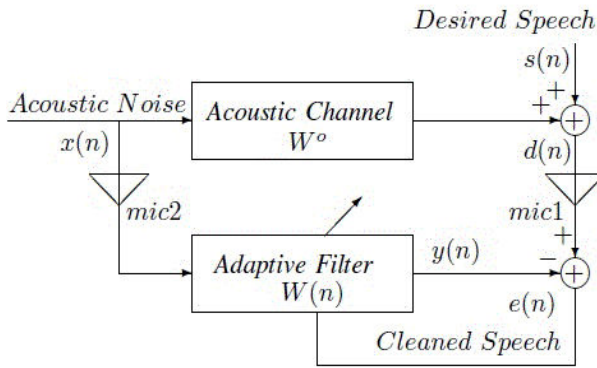 Desired Speech
s(n)
+
Acoustic Noise
Acoustic Channel
W^o
+
+
x(n)
d(n)
mic2
mic1
+
Adaptive Filter
W(n)
y(n)
−
+
e(n)
Cleaned Speech